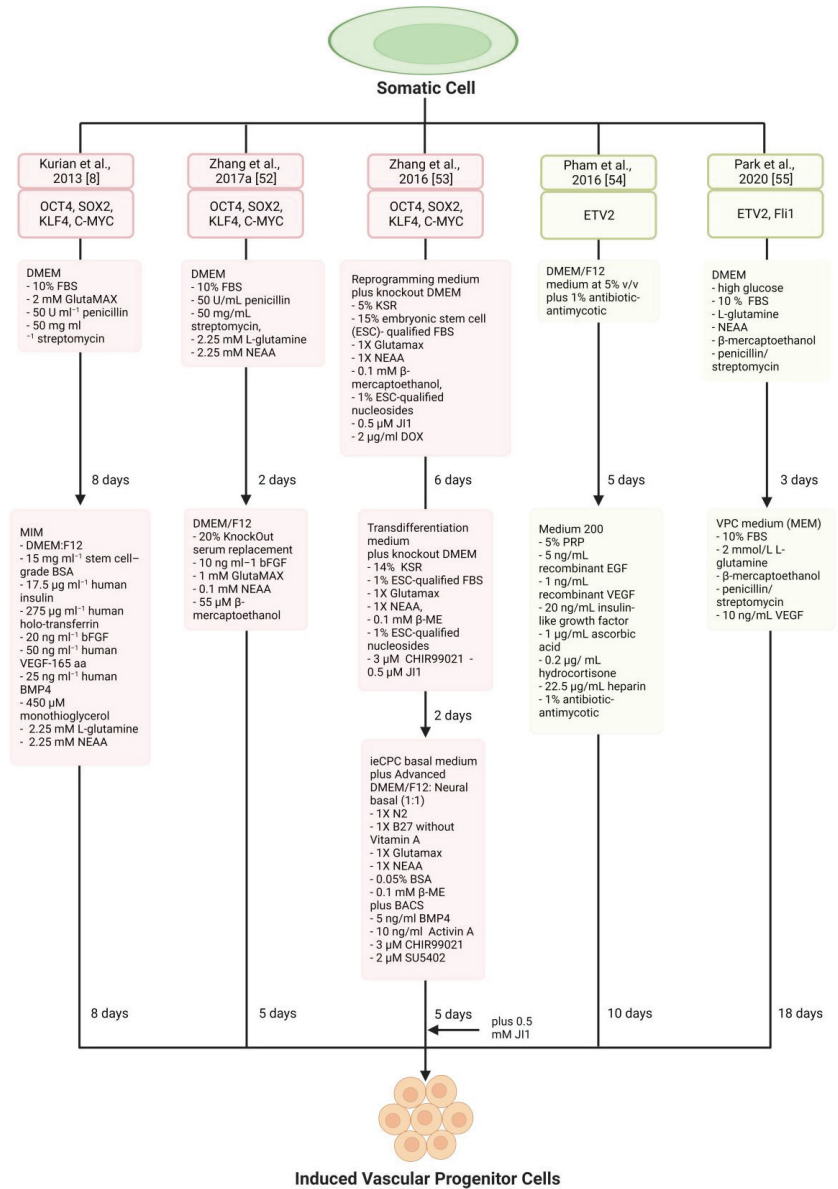 Somatic Cell
Kurian et al.,
2013 [8]
OCT4, SOX2,
KLF4, C-MYC
DMEM
- 10% FBS
- 2 mM GlutaMAX
- 50 U ml⁻¹ penicillin
- 50 mg ml
⁻¹ streptomycin
8 days
MIM
- DMEM:F12
- 15 mg ml⁻¹ stem cell–
grade BSA
- 17.5 µg ml⁻¹ human
insulin
- 275 µg ml⁻¹ human
holo-transferrin
- 20 ng ml⁻¹ bFGF
- 50 ng ml⁻¹ human
VEGF-165 aa
- 25 ng ml⁻¹ human
BMP4
- 450 µM
monothioglycerol
- 2.25 mM L-glutamine
- 2.25 mM NEAA
8 days
Zhang et al.,
2017a [52]
OCT4, SOX2,
KLF4, C-MYC
DMEM
- 10% FBS
- 50 U/mL penicillin
- 50 mg/mL
streptomycin,
- 2.25 mM L-glutamine
- 2.25 mM NEAA
2 days
DMEM/F12
- 20% KnockOut
serum replacement
- 10 ng ml−1 bFGF
- 1 mM GlutaMAX
- 0.1 mM NEAA
- 55 µM β-
mercaptoethanol
5 days
Zhang et al.,
2016 [53]
OCT4, SOX2,
KLF4, C-MYC
Reprogramming medium
plus knockout DMEM
- 5% KSR
- 15% embryonic stem cell
(ESC)- qualified FBS
- 1X Glutamax
- 1X NEAA
- 0.1 mM β-
mercaptoethanol,
- 1% ESC-qualified
nucleosides
- 0.5 µM JI1
- 2 µg/ml DOX
6 days
Transdifferentiation
medium
plus knockout DMEM
- 14% KSR
- 1% ESC-qualified FBS
- 1X Glutamax
- 1X NEAA,
- 0.1 mM β-ME
- 1% ESC-qualified
nucleosides
- 3 µM CHIR99021 -
0.5 µM JI1
2 days
ieCPC basal medium
plus Advanced
DMEM/F12: Neural
basal (1:1)
- 1X N2
- 1X B27 without
Vitamin A
- 1X Glutamax
- 1X NEAA
- 0.05% BSA
- 0.1 mM β-ME
plus BACS
- 5 ng/ml BMP4
- 10 ng/ml Activin A
- 3 µM CHIR99021
- 2 µM SU5402
5 days
plus 0.5
mM JI1
Pham et al.,
2016 [54]
ETV2
DMEM/F12
medium at 5% v/v
plus 1% antibiotic-
antimycotic
5 days
Medium 200
- 5% PRP
- 5 ng/mL
recombinant EGF
- 1 ng/mL
recombinant VEGF
- 20 ng/mL insulin-
like growth factor
- 1 µg/mL ascorbic
acid
- 0.2 µg/ mL
hydrocortisone
- 22.5 µg/mL heparin
- 1% antibiotic-
antimycotic
10 days
Park et al.,
2020 [55]
ETV2, Fli1
DMEM
- high glucose
- 10 % FBS
- L-glutamine
- NEAA
- β-mercaptoethanol
- penicillin/
streptomycin
3 days
VPC medium (MEM)
- 10% FBS
- 2 mmol/L L-
glutamine
- β-mercaptoethanol
- penicillin/
streptomycin
- 10 ng/mL VEGF
18 days
Induced Vascular Progenitor Cells